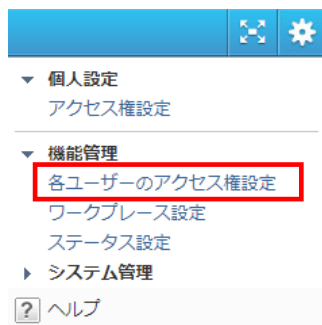 個人設定
アクセス権設定
機能管理
各ユーザーのアクセス権設定
ワークプレース設定
ステータス設定
システム管理
? ヘルプ